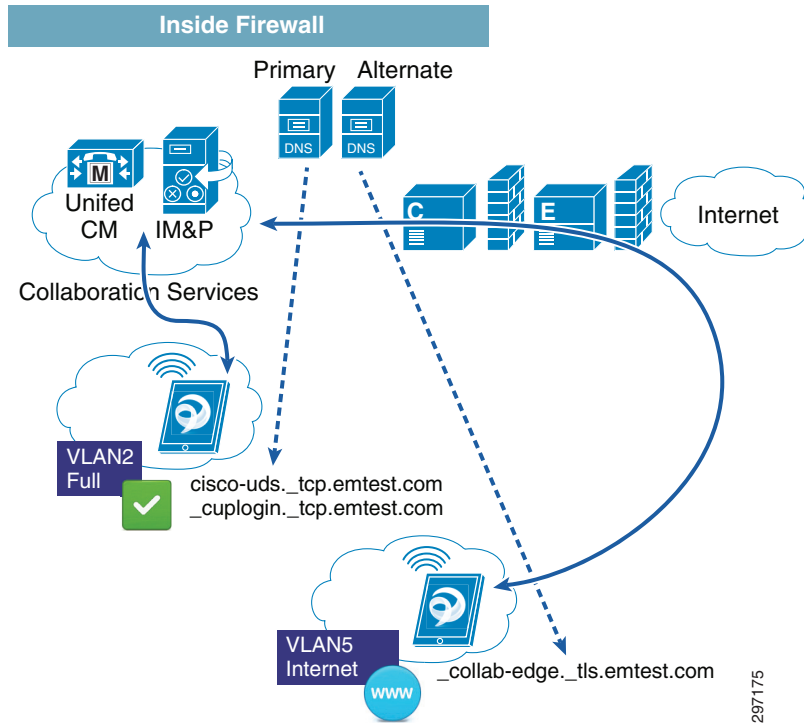 Inside Firewall
Primary
Alternate
DNS
DNS
M
Unifed
CM
IM&P
C
E
Internet
Collaboration Services
VLAN2
Full
cisco-uds._tcp.emtest.com
_cuplogin._tcp.emtest.com
VLAN5
Internet
www
_collab-edge._tls.emtest.com
297175